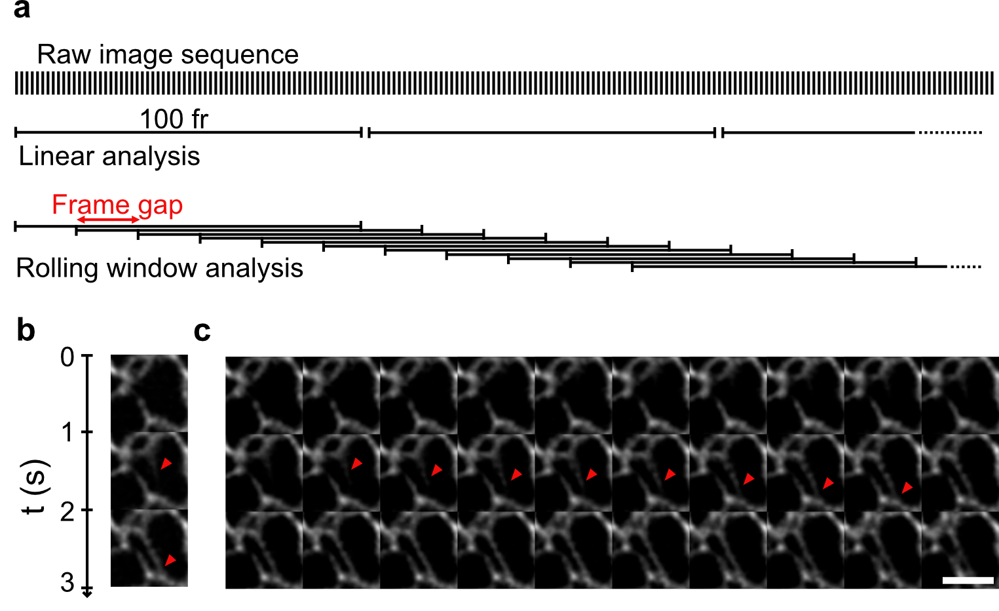 a
Raw image sequence
100 fr
Linear analysis
Frame gap
Rolling window analysis
b
c
0
1
2
3
t (s)